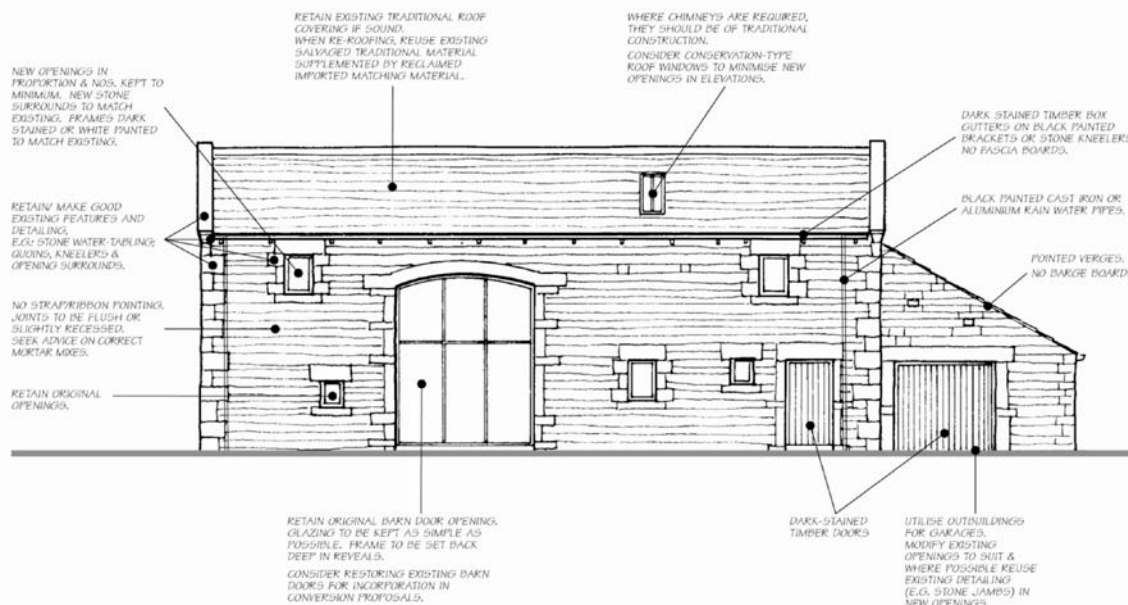 RETAIN EXISTING TRADITIONAL ROOF
COVERING IF SOUND.
WHEN RE-ROOFING, REUSE EXISTING
SALVAGED TRADITIONAL MATERIAL
SUPPLEMENTED BY RECLAIMED
IMPORTED MATCHING MATERIAL.
WHERE CHIMNEYS ARE REQUIRED,
THEY SHOULD BE OF TRADITIONAL
CONSTRUCTION.
CONSIDER CONSERVATION-TYPE
ROOF WINDOWS TO MINIMISE NEW
OPENINGS IN ELEVATIONS.
NEW OPENINGS IN
PROPORTION & NOS. KEPT TO
MINIMUM. NEW STONE
SURROUNDS TO MATCH
EXISTING. FRAMES DARK
STAINED OR WHITE PAINTED
TO MATCH EXISTING.
DARK STAINED TIMBER BOX
GUTTERS ON BLACK PAINTED
BRACKETS OR STONE KNEELERS
NO FASCIA BOARDS.
RETAIN/ MAKE GOOD
EXISTING FEATURES AND
DETAILING,
E.G.: STONE WATER-TABLING;
QUOINS, KNEELERS &
OPENING SURROUNDS.
BLACK PAINTED CAST IRON OR
ALUMINIUM RAIN WATER PIPES.
POINTED VERGES.
NO BARGE BOARD
NO STRAP/RIBBON POINTING.
JOINTS TO BE FLUSH OR
SLIGHTLY RECESSED.
SEEK ADVICE ON CORRECT
MORTAR MIXES.
RETAIN ORIGINAL
OPENINGS.
RETAIN ORIGINAL BARN DOOR OPENING.
GLAZING TO BE KEPT AS SIMPLE AS
POSSIBLE. FRAME TO BE SET BACK
DEEP IN REVEALS.
CONSIDER RESTORING EXISTING BARN
DOORS FOR INCORPORATION IN
CONVERSION PROPOSALS.
DARK-STAINED
TIMBER DOORS
UTILISE OUTBUILDINGS
FOR GARAGES.
MODIFY EXISTING
OPENINGS TO SUIT &
WHERE POSSIBLE REUSE
EXISTING DETAILING
(E.G. STONE JAMBS) IN
NEW OPENINGS